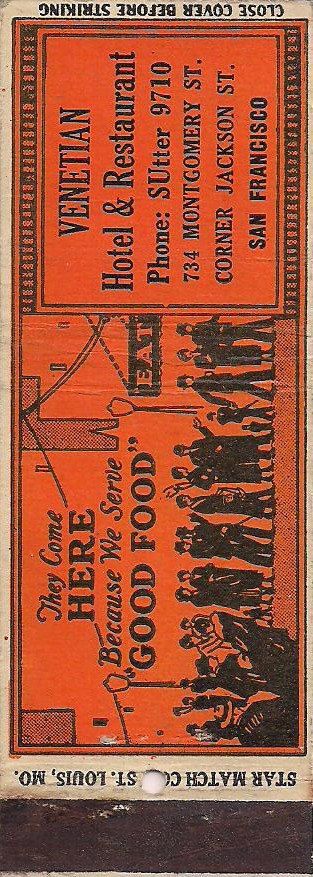 CLOSE COVER BEFORE STRIKING
VENETIAN
Hotel & Restaurant
Phone: SUtter 9710
734 MONTGOMERY ST.
CORNER JACKSON ST.
SAN FRANCISCO
EAT
They Come
HERE
Because We Serve
"GOOD FOOD"
STAR MATCH CO ST. LOUIS, MO.